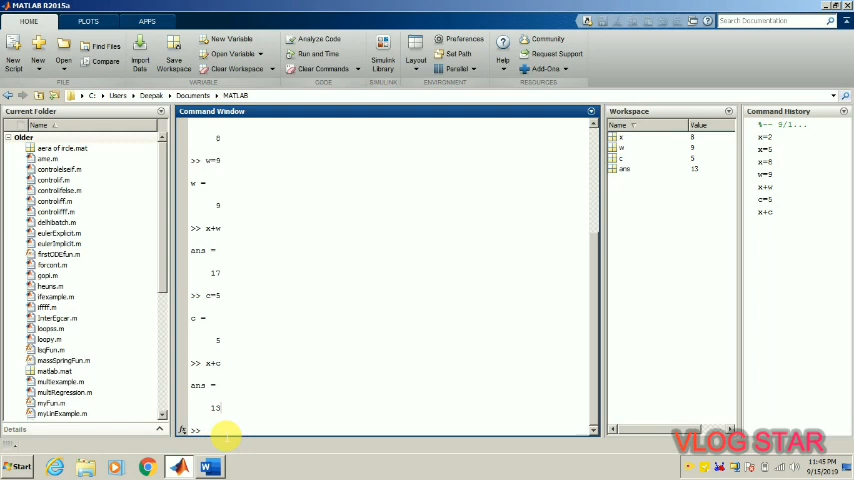 MATLAB R2015a
HOME PLOTS APPS
Search Documentation
New Script
New
Open
Find Files
Compare
FILE
Import Data
Save Workspace
New Variable
Open Variable
Clear Workspace
VARIABLE
Analyze Code
Run and Time
Clear Commands
CODE
Simulink Library
SIMULINK
Layout
Preferences
Set Path
Parallel
ENVIRONMENT
Help
Community
Request Support
Add-Ons
RESOURCES
C: Users Deepak Documents MATLAB
Current Folder
Name
Older
aera of ircle.mat
ame.m
controlelseif.m
controlif.m
controlifelse.m
controliff.m
controlifff.m
delhibatch.m
eulerExplicit.m
eulerImplicit.m
firstODEfun.m
forcont.m
gopi.m
heuns.m
ifexample.m
iffff.m
InterEgcar.m
loopss.m
loopy.m
lsqFun.m
massSpringFun.m
matlab.mat
multiexample.m
multiRegression.m
myFun.m
myLinExample.m
Details
Command Window
8
>> w=9
w =
9
>> x+w
ans =
17
>> c=5
c =
5
>> x+c
ans =
13
fx >>
Workspace
Name Value
x 8
w 9
c 5
ans 13
Command History
%-- 9/1...
x=2
x=5
x=8
w=9
x+w
c=5
x+c
VLOG STAR
Start
11:45 PM
9/15/2019